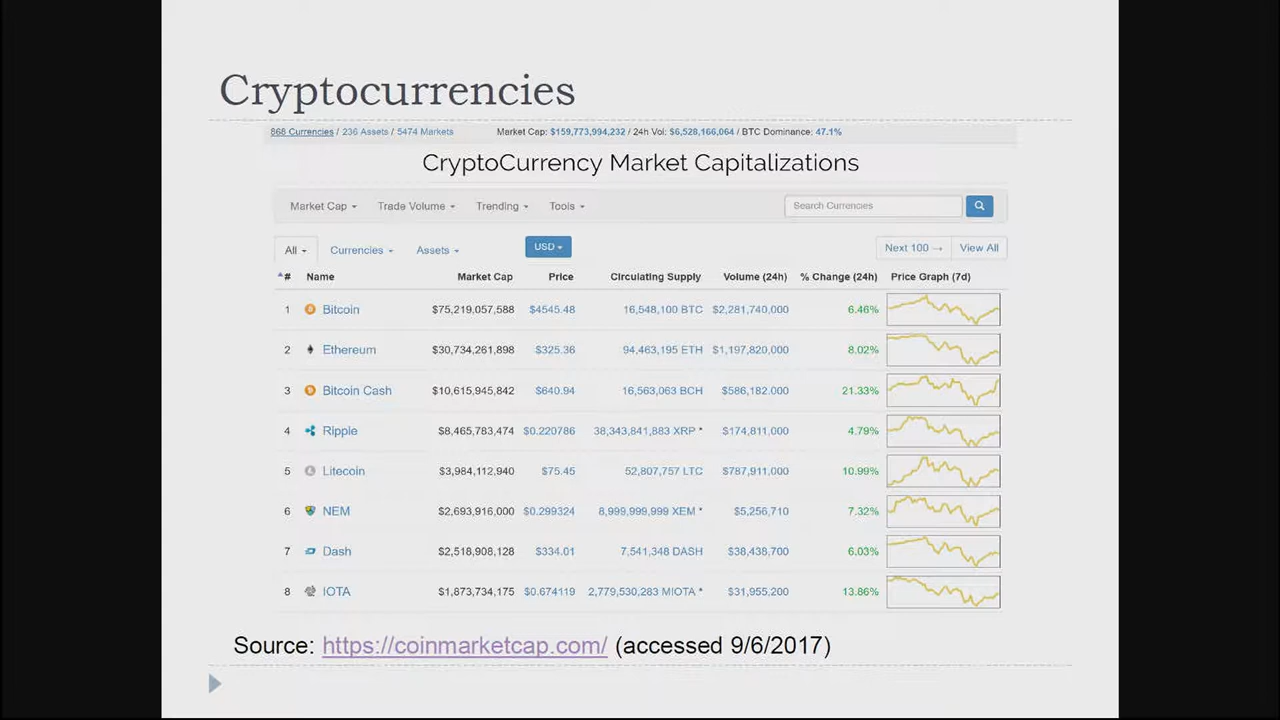 Cryptocurrencies
868 Currencies / 236 Assets / 5474 Markets Market Cap: $159,773,994,232 / 24h Vol: $6,528,166,064 / BTC Dominance: 47.1%
CryptoCurrency Market Capitalizations
Market Cap Trade Volume Trending Tools Search Currencies
All Currencies Assets USD Next 100 → View All
# Name Market Cap Price Circulating Supply Volume (24h) % Change (24h) Price Graph (7d)
1 Bitcoin $75,219,057,588 $4545.48 16,548,100 BTC $2,281,740,000 6.46%
2 Ethereum $30,734,261,898 $325.36 94,463,195 ETH $1,197,820,000 8.02%
3 Bitcoin Cash $10,615,945,842 $640.94 16,563,063 BCH $586,182,000 21.33%
4 Ripple $8,465,783,474 $0.220786 38,343,841,883 XRP * $174,811,000 4.79%
5 Litecoin $3,984,112,940 $75.45 52,807,757 LTC $787,911,000 10.99%
6 NEM $2,693,916,000 $0.299324 8,999,999,999 XEM * $5,256,710 7.32%
7 Dash $2,518,908,128 $334.01 7,541,348 DASH $38,438,700 6.03%
8 IOTA $1,873,734,175 $0.674119 2,779,530,283 MIOTA * $31,955,200 13.86%
Source: https://coinmarketcap.com/ (accessed 9/6/2017)